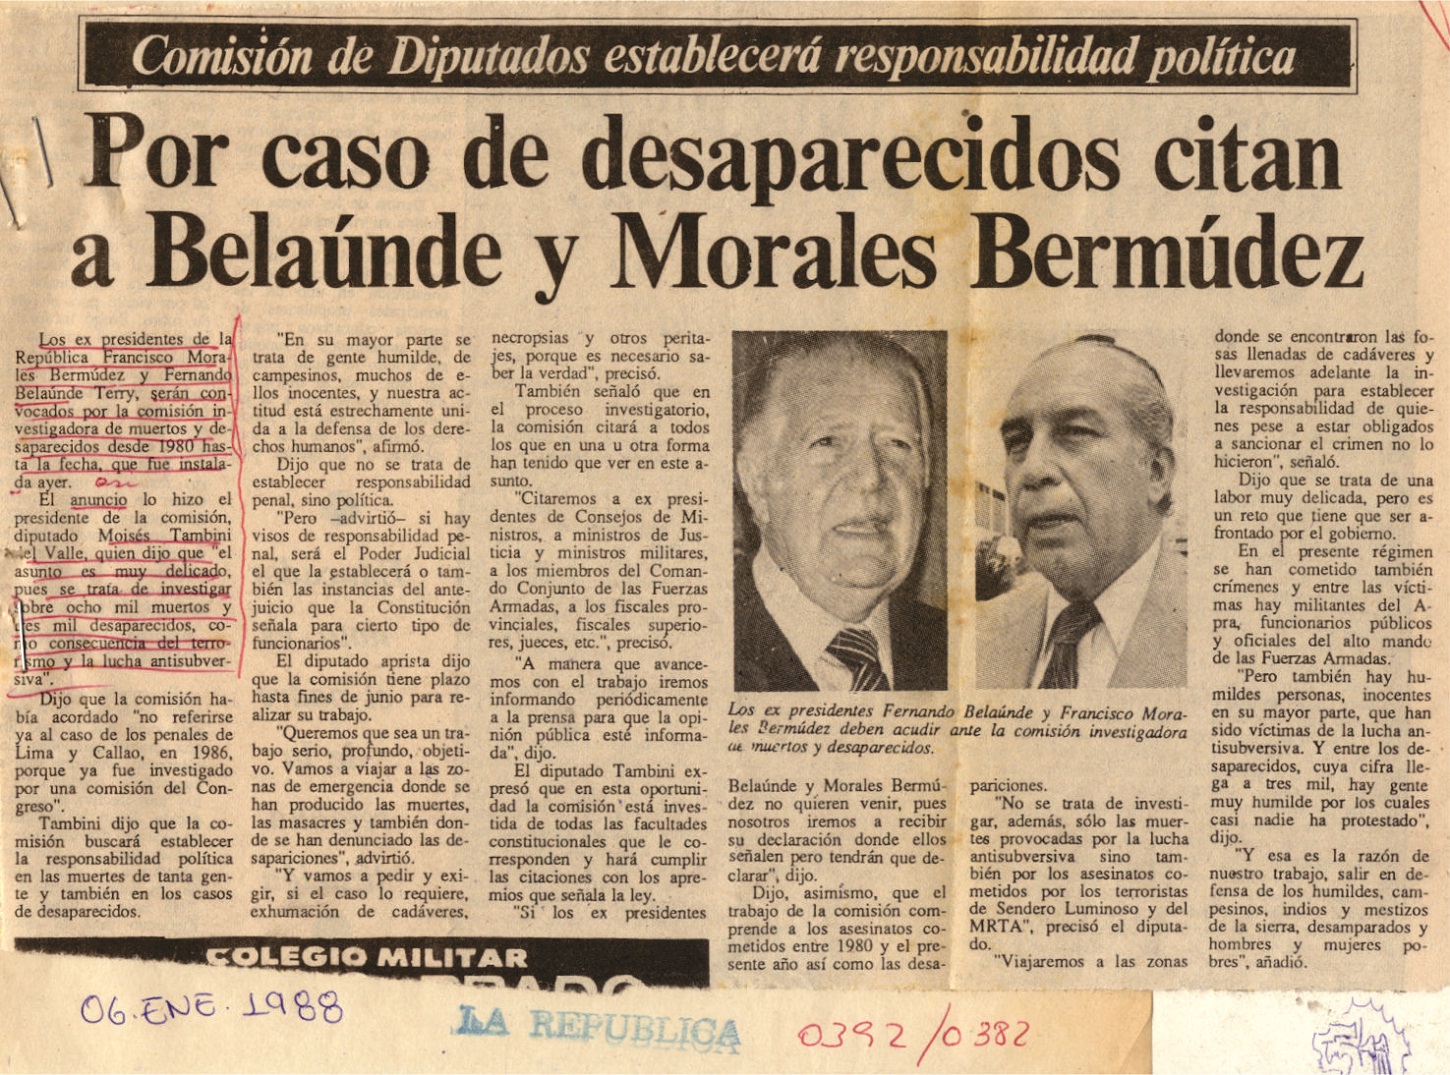 Comisión de Diputados establecerá responsabilidad política
Por caso de desaparecidos citan
a Belaúnde y Morales Bermúdez
Los ex presidentes de la
República Francisco Mora-
les Bermúdez y Fernando
Belaúnde Terry, serán con-
vocados por la comisión in-
vestigadora de muertos y de-
saparecidos desde 1980 has-
ta la fecha, que fue instala-
da ayer.
El anuncio lo hizo el
presidente de la comisión,
diputado Moisés Tambini
del Valle, quien dijo que "el
asunto es muy delicado,
pues se trata de investigar
sobre ocho mil muertos y
tres mil desaparecidos, co-
mo consecuencia del terro-
rismo y la lucha antisubver-
siva".
Dijo que la comisión ha-
bía acordado "no referirse
ya al caso de los penales de
Lima y Callao, en 1986,
porque ya fue investigado
por una comisión del Con-
greso".
Tambini dijo que la co-
misión buscará establecer
la responsabilidad política
en las muertes de tanta gen-
te y también en los casos
de desaparecidos.
"En su mayor parte se
trata de gente humilde, de
campesinos, muchos de e-
llos inocentes, y nuestra ac-
titud está estrechamente uni-
da a la defensa de los dere-
chos humanos", afirmó.
Dijo que no se trata de
establecer responsabilidad
penal, sino política.
"Pero —advirtió— si hay
visos de responsabilidad pe-
nal, será el Poder Judicial
el que la establecerá o tam-
bién las instancias del ante-
juicio que la Constitución
señala para cierto tipo de
funcionarios".
El diputado aprista dijo
que la comisión tiene plazo
hasta fines de junio para re-
alizar su trabajo.
"Queremos que sea un tra-
bajo serio, profundo, objeti-
vo. Vamos a viajar a las zo-
nas de emergencia donde se
han producido las muertes,
las masacres y también don-
de se han denunciado las de-
sapariciones", advirtió.
"Y vamos a pedir y exi-
gir, si el caso lo requiere,
exhumación de cadáveres,
necropsias y otros perita-
jes, porque es necesario sa-
ber la verdad", precisó.
También señaló que en
el proceso investigatorio,
la comisión citará a todos
los que en una u otra forma
han tenido que ver en este a-
sunto.
"Citaremos a ex presi-
dentes de Consejos de Mi-
nistros, a ministros de Jus-
ticia y ministros militares,
a los miembros del Coman-
do Conjunto de las Fuerzas
Armadas, a los fiscales pro-
vinciales, fiscales superio-
res, jueces, etc.", precisó.
"A manera que avance-
mos con el trabajo iremos
informando periódicamente
a la prensa para que la opi-
nión pública esté informa-
da", dijo.
El diputado Tambini ex-
presó que en esta oportuni-
dad la comisión está inves-
tida de todas las facultades
constitucionales que le co-
rresponden y hará cumplir
las citaciones con los apre-
mios que señala la ley.
"Si los ex presidentes
Los ex presidentes Fernando Belaúnde y Francisco Mora-
les Bermúdez deben acudir ante la comisión investigadora
de muertos y desaparecidos.
Belaúnde y Morales Bermú-
dez no quieren venir, pues
nosotros iremos a recibir
su declaración donde ellos
señalen pero tendrán que de-
clarar", dijo.
Dijo, asimismo, que el
trabajo de la comisión com-
prende a los asesinatos co-
metidos entre 1980 y el pre-
sente año así como las desa-
pariciones.
"No se trata de investi-
gar, además, sólo las muer-
tes provocadas por la lucha
antisubversiva sino tam-
bién por los asesinatos co-
metidos por los terroristas
de Sendero Luminoso y del
MRTA", precisó el diputa-
do.
"Viajaremos a las zonas
donde se encontraron las fo-
sas llenadas de cadáveres y
llevaremos adelante la in-
vestigación para establecer
la responsabilidad de quie-
nes pese a estar obligados
a sancionar el crimen no lo
hicieron", señaló.
Dijo que se trata de una
labor muy delicada, pero es
un reto que tiene que ser a-
frontado por el gobierno.
En el presente régimen
se han cometido también
crímenes y entre las vícti-
mas hay militantes del A-
pra, funcionarios públicos
y oficiales del alto mando
de las Fuerzas Armadas.
"Pero también hay hu-
mildes personas, inocentes
en su mayor parte, que han
sido víctimas de la lucha an-
tisubversiva. Y entre los de-
saparecidos, cuya cifra lle-
ga a tres mil, hay gente
muy humilde por los cuales
casi nadie ha protestado",
dijo.
"Y esa es la razón de
nuestro trabajo, salir en de-
fensa de los humildes, cam-
pesinos, indios y mestizos
de la sierra, desamparados y
hombres y mujeres po-
bres", añadió.
COLEGIO MILITAR
06. ENE. 1988
LA REPUBLICA
0392/0382